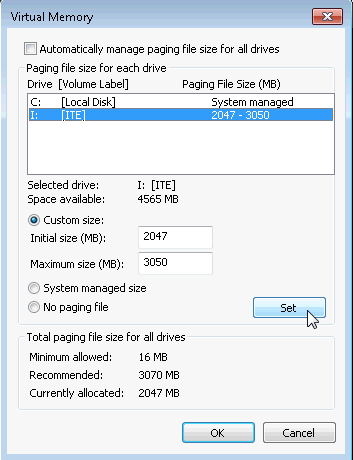 Virtual Memory
Automatically manage paging file size for all drives
Paging file size for each drive
Drive [Volume Label] Paging File Size (MB)
C: [Local Disk] System managed
I: [ITE] 2047 - 3050
Selected drive: I: [ITE]
Space available: 4565 MB
Custom size:
Initial size (MB): 2047
Maximum size (MB): 3050
System managed size
No paging file Set
Total paging file size for all drives
Minimum allowed: 16 MB
Recommended: 3070 MB
Currently allocated: 2047 MB
OK Cancel